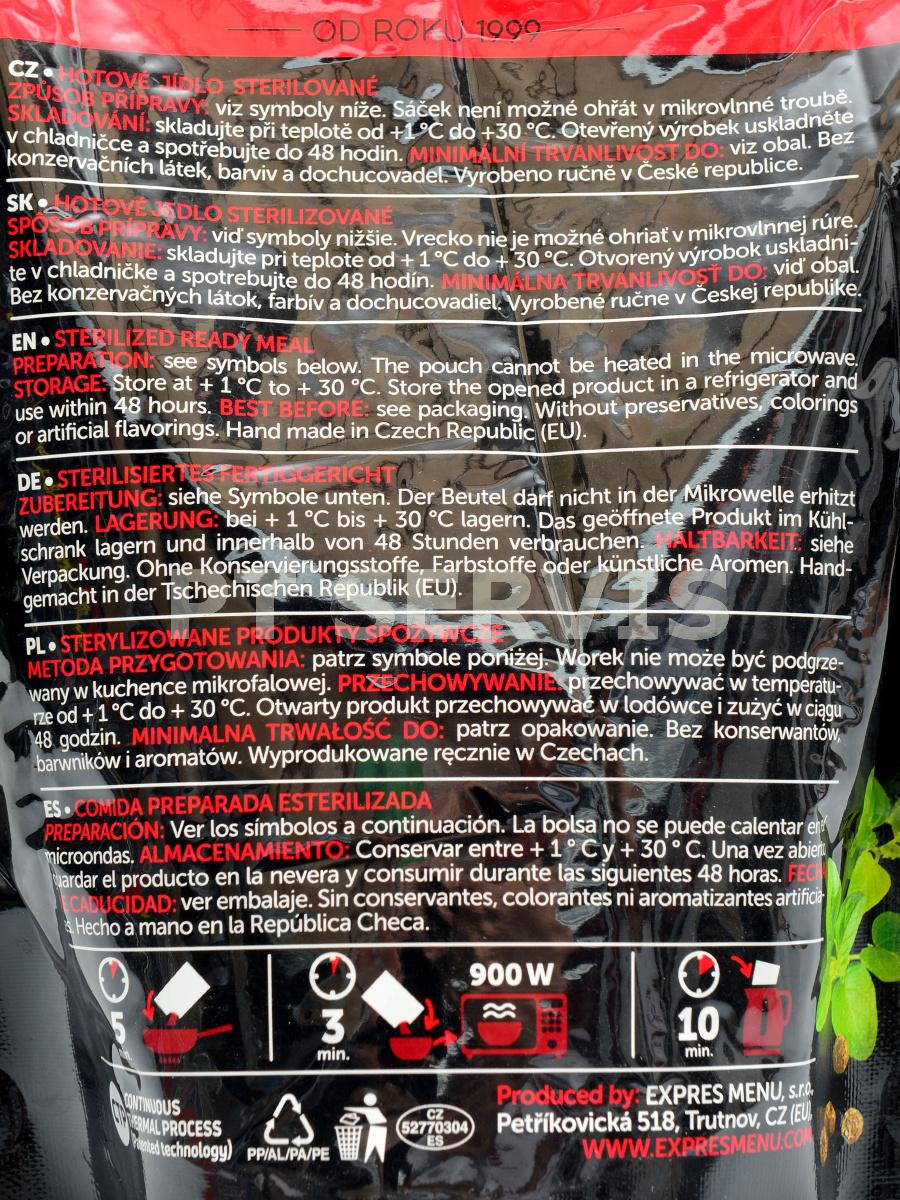 OD ROKU 1999
CZ • HOTOVÉ JÍDLO STERILOVANÉ
ZPŮSOB PŘÍPRAVY: viz symboly níže. Sáček není možné ohřát v mikrovlnné troubě.
SKLADOVÁNÍ: skladujte při teplotě od +1 °C do +30 °C. Otevřený výrobek uskladněte
v chladničce a spotřebujte do 48 hodin. MINIMÁLNÍ TRVANLIVOST DO: viz obal. Bez
konzervačních látek, barviv a dochucovadel. Vyrobeno ručně v České republice.
SK • HOTOVÉ JEDLO STERILIZOVANÉ
SPÔSOB PRÍPRAVY: viď symboly nižšie. Vrecko nie je možné ohriať v mikrovlnnej rúre.
SKLADOVANIE: skladujte pri teplote od + 1 °C do + 30 °C. Otvorený výrobok uskladni-
te v chladničke a spotrebujte do 48 hodín. MINIMÁLNA TRVANLIVOSŤ DO: viď obal.
Bez konzervačných látok, farbív a dochucovadiel. Vyrobené ručne v Českej republike.
EN • STERILIZED READY MEAL
PREPARATION: see symbols below. The pouch cannot be heated in the microwave.
STORAGE: Store at + 1 °C to + 30 °C. Store the opened product in a refrigerator and
use within 48 hours. BEST BEFORE: see packaging. Without preservatives, colorings
or artificial flavorings. Hand made in Czech Republic (EU).
DE • STERILISIERTES FERTIGGERICHT
ZUBEREITUNG: siehe Symbole unten. Der Beutel darf nicht in der Mikrowelle erhitzt
werden. LAGERUNG: bei + 1 °C bis + 30 °C lagern. Das geöffnete Produkt im Kühl-
schrank lagern und innerhalb von 48 Stunden verbrauchen. HALTBARKEIT: siehe
Verpackung. Ohne Konservierungsstoffe, Farbstoffe oder künstliche Aromen. Hand-
gemacht in der Tschechischen Republik (EU).
PL • STERYLIZOWANE PRODUKTY SPOŻYWCZE
METODA PRZYGOTOWANIA: patrz symbole poniżej. Worek nie może być podgrze-
wany w kuchence mikrofalowej. PRZECHOWYWANIE: przechowywać w temperatu-
rze od + 1 °C do + 30 °C. Otwarty produkt przechowywać w lodówce i zużyć w ciągu
48 godzin. MINIMALNA TRWAŁOŚĆ DO: patrz opakowanie. Bez konserwantów,
barwników i aromatów. Wyprodukowane ręcznie w Czechach.
ES • COMIDA PREPARADA ESTERILIZADA
PREPARACIÓN: Ver los símbolos a continuación. La bolsa no se puede calentar en
microondas. ALMACENAMIENTO: Conservar entre + 1 ° C y + 30 ° C. Una vez abierto
guardar el producto en la nevera y consumir durante las siguientes 48 horas. FECHA
DE CADUCIDAD: ver embalaje. Sin conservantes, colorantes ni aromatizantes artificia-
s. Hecho a mano en la República Checa.
900 W
5 3 10
min. min.
CONTINUOUS
THERMAL PROCESS
(patented technology)
PP/AL/PA/PE
CZ
52770304
ES
Produced by: EXPRES MENU, s.r.o.
Petříkovická 518, Trutnov, CZ (EU)
WWW.EXPRESMENU.COM